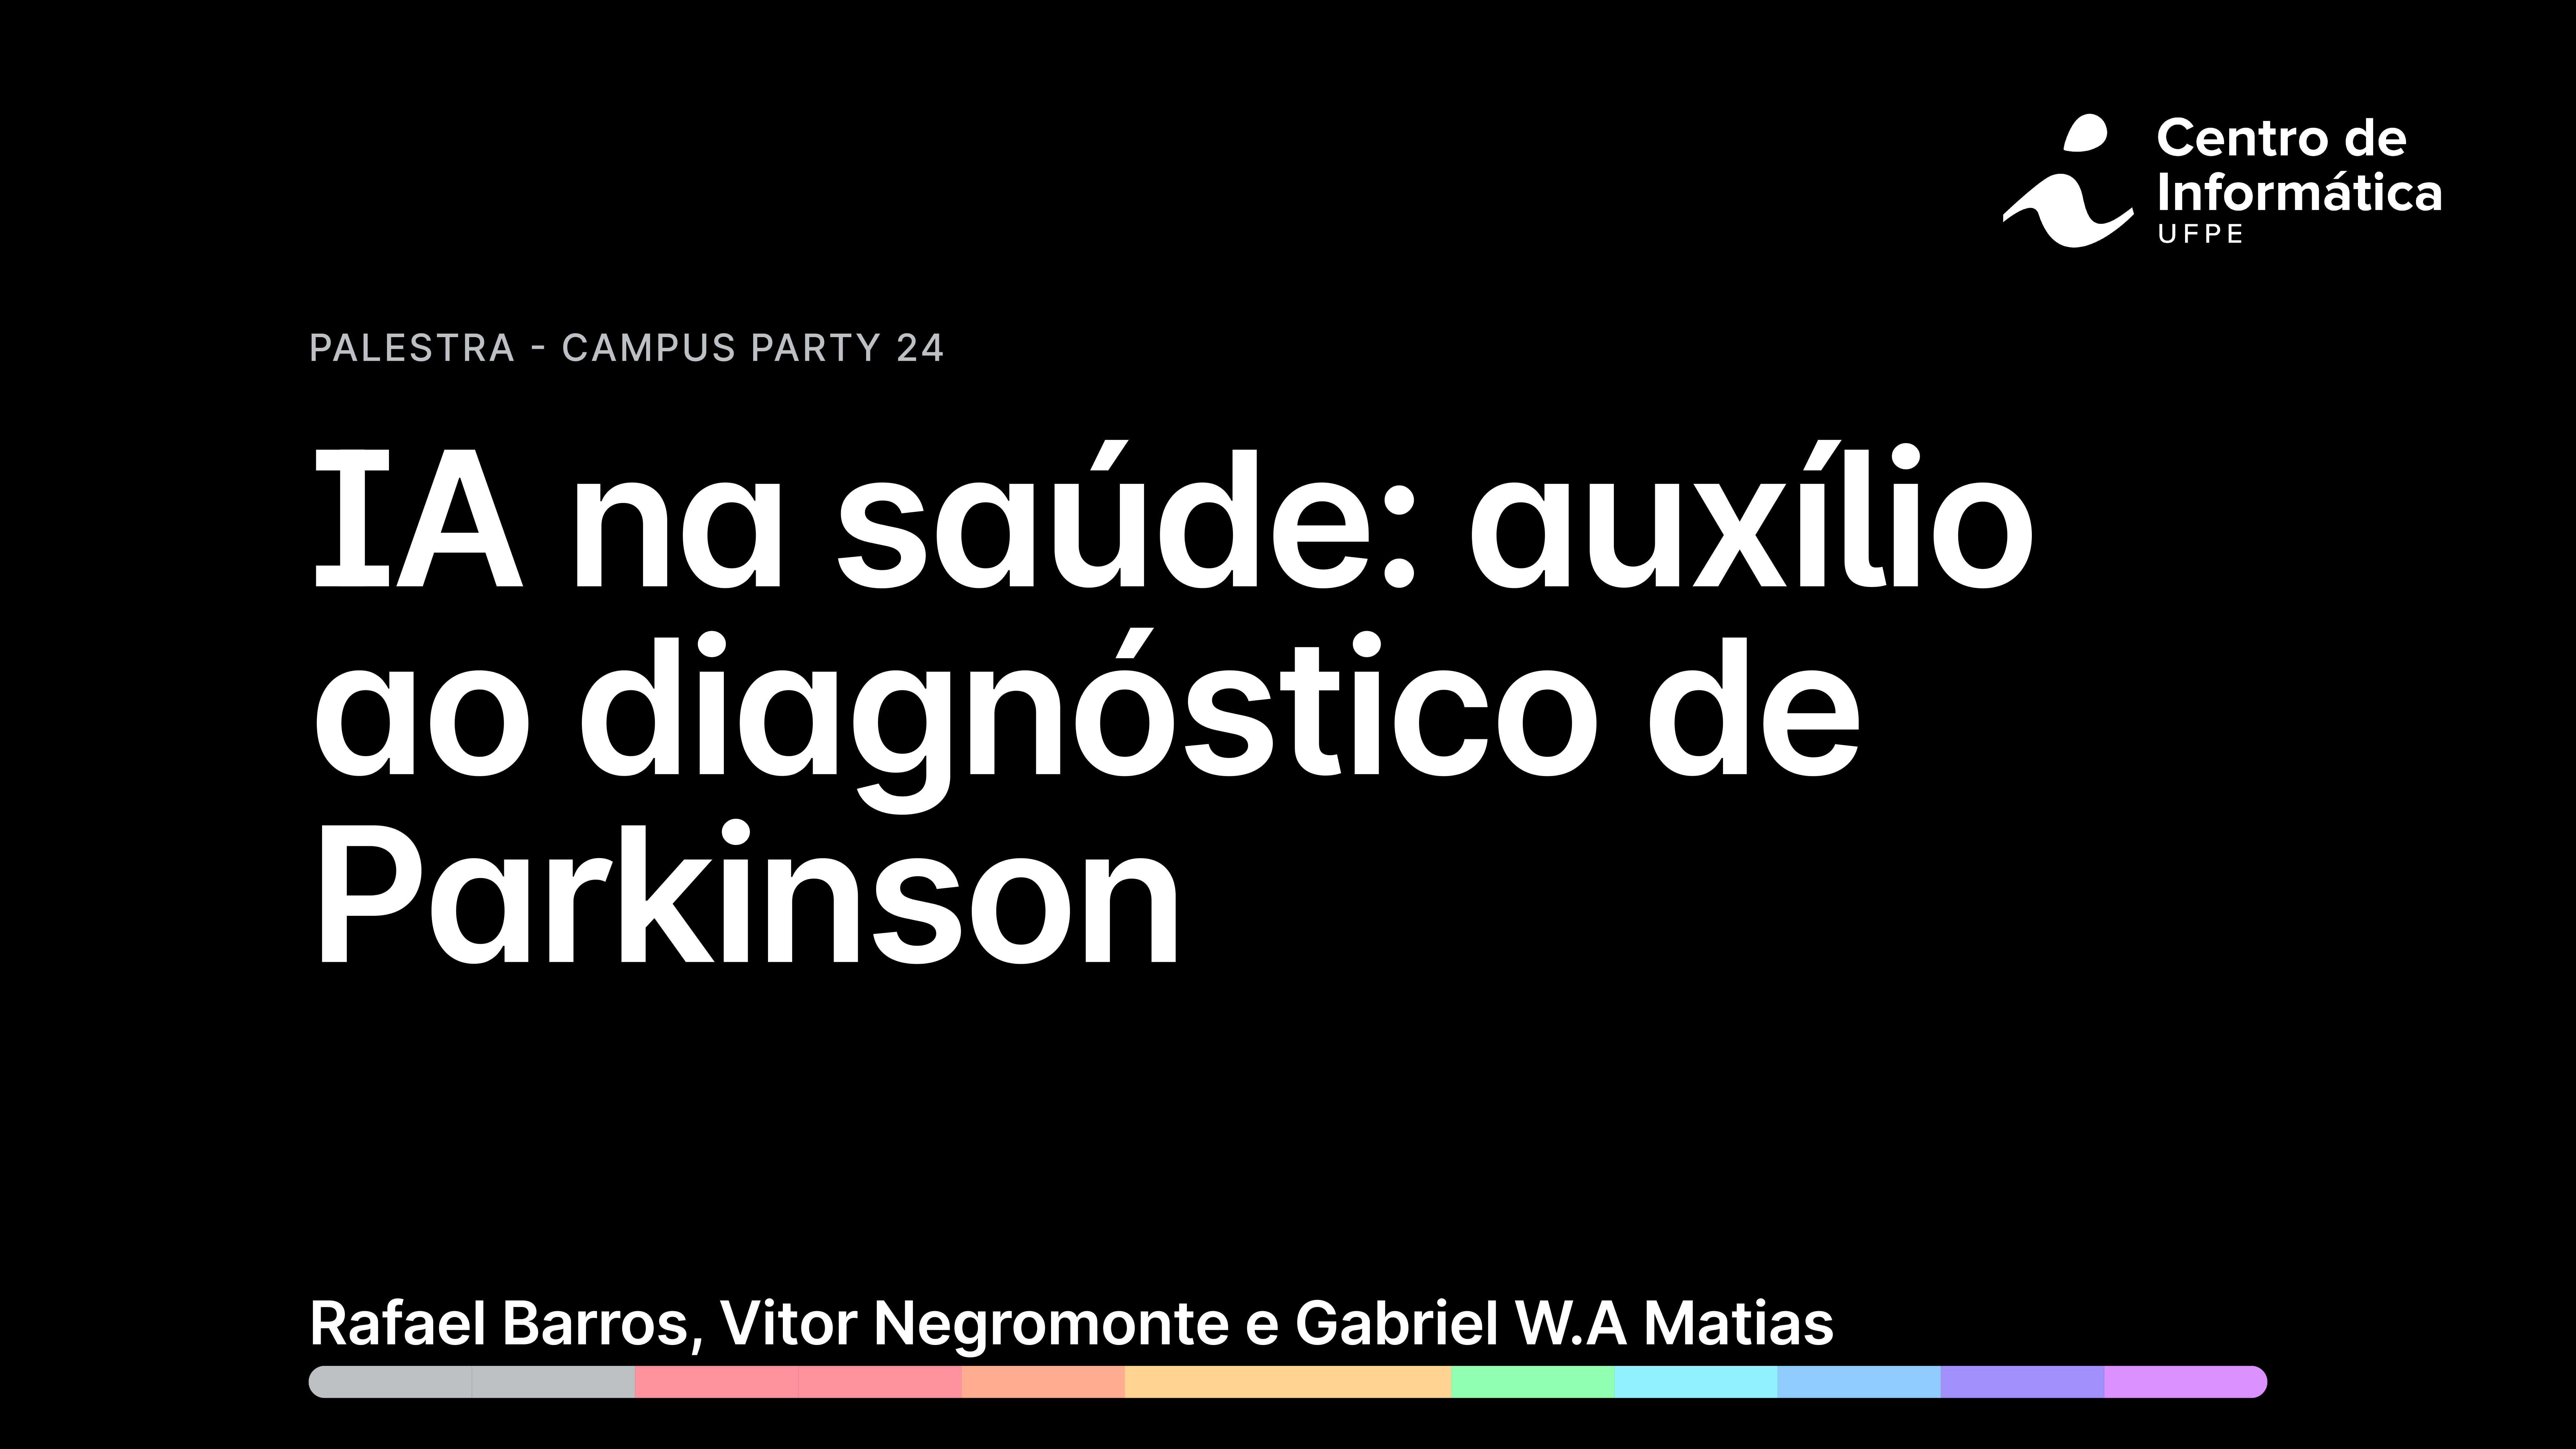 Centro de
Informática
UFPE
PALESTRA - CAMPUS PARTY 24
IA na saúde: auxílio
ao diagnóstico de
Parkinson
Rafael Barros, Vitor Negromonte e Gabriel W.A Matias